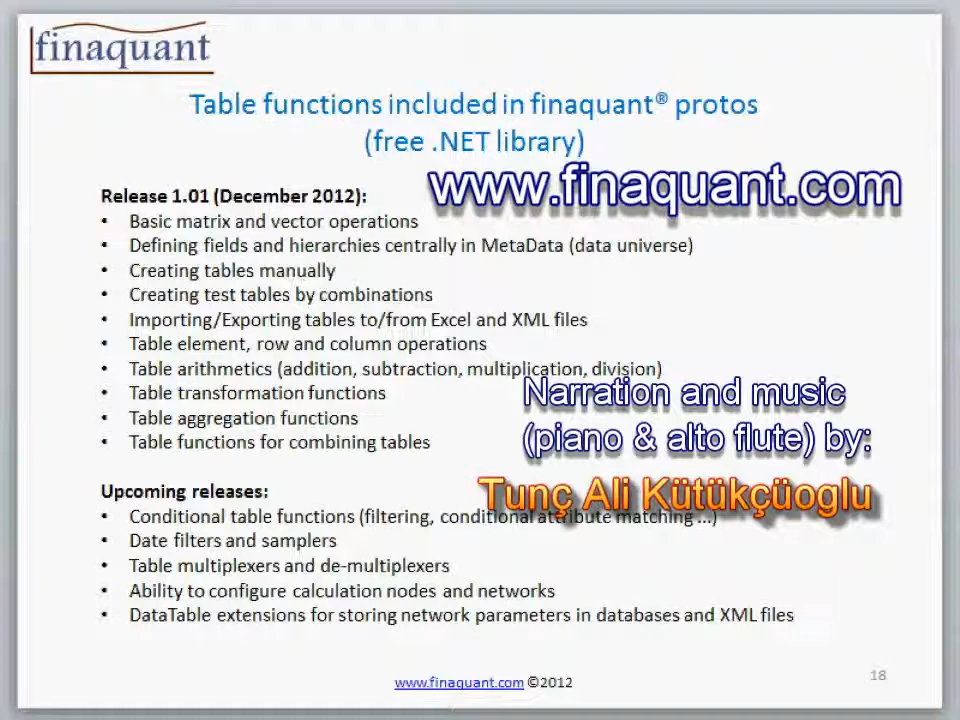 finaquant
Table functions included in finaquant® protos
(free .NET library)
www.finaquant.com
Release 1.01 (December 2012):
• Basic matrix and vector operations
• Defining fields and hierarchies centrally in MetaData (data universe)
• Creating tables manually
• Creating test tables by combinations
• Importing/Exporting tables to/from Excel and XML files
• Table element, row and column operations
• Table arithmetics (addition, subtraction, multiplication, division)
• Table transformation functions
• Table aggregation functions
• Table functions for combining tables
Narration and music
(piano & alto flute) by:
Tunç Ali Kütükçüoglu
Upcoming releases:
• Conditional table functions (filtering, conditional attribute matching ...)
• Date filters and samplers
• Table multiplexers and de-multiplexers
• Ability to configure calculation nodes and networks
• DataTable extensions for storing network parameters in databases and XML files
www.finaquant.com ©2012
18